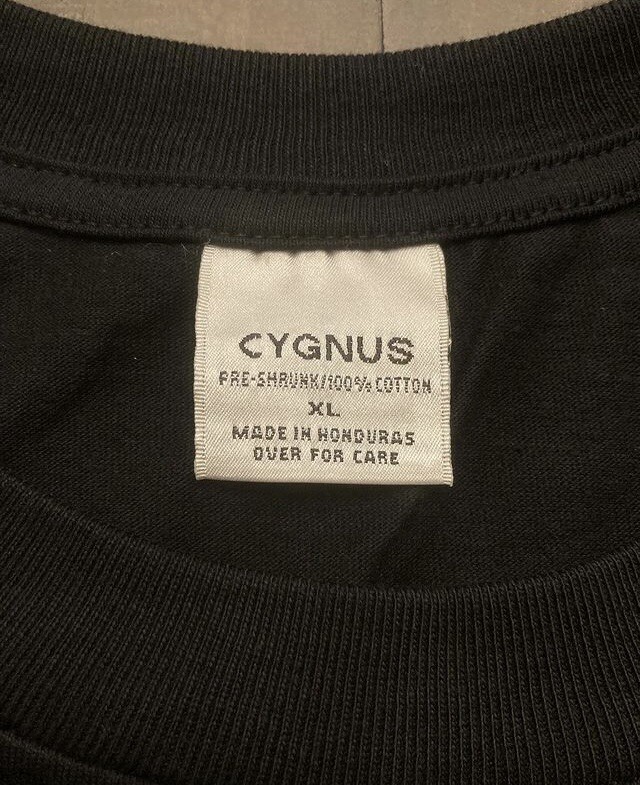 CYGNUS
PRE-SHRUNK/100% COTTON
XL
MADE IN HONDURAS
OVER FOR CARE